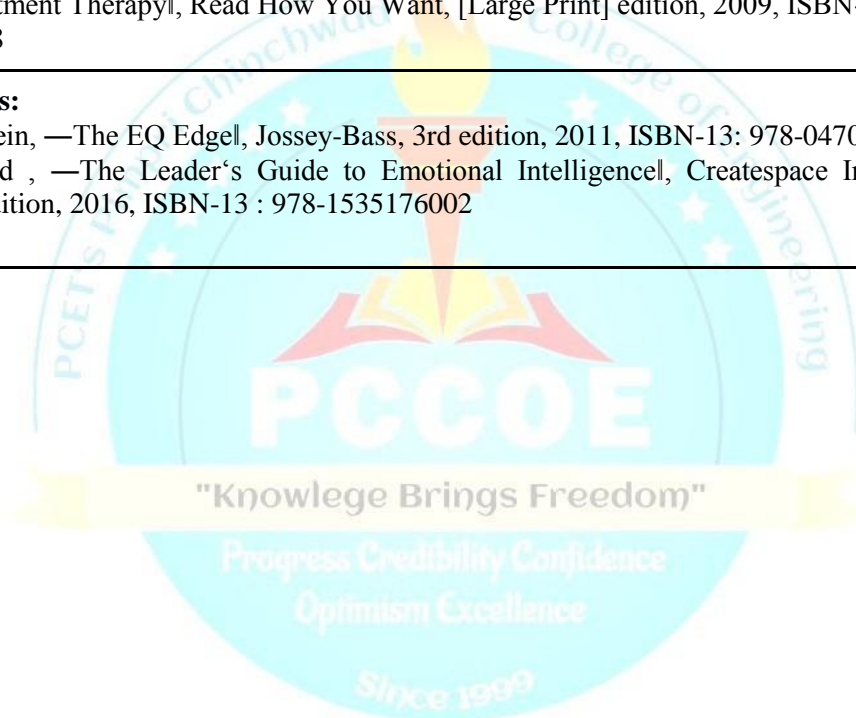 tment Therapy‖, Read How You Want, [Large Print] edition, 2009, ISBN-
8
s:
ein, ―The EQ Edge‖, Jossey-Bass, 3rd edition, 2011, ISBN-13: 978-0470
d , ―The Leader‘s Guide to Emotional Intelligence‖, Createspace In
dition, 2016, ISBN-13 : 978-1535176002
PCET's Pimpri Chinchwad College of Engineering
PCCOE
"Knowlege Brings Freedom"
Progress Credibility Confidence
Optimism Excellence
Since 1999